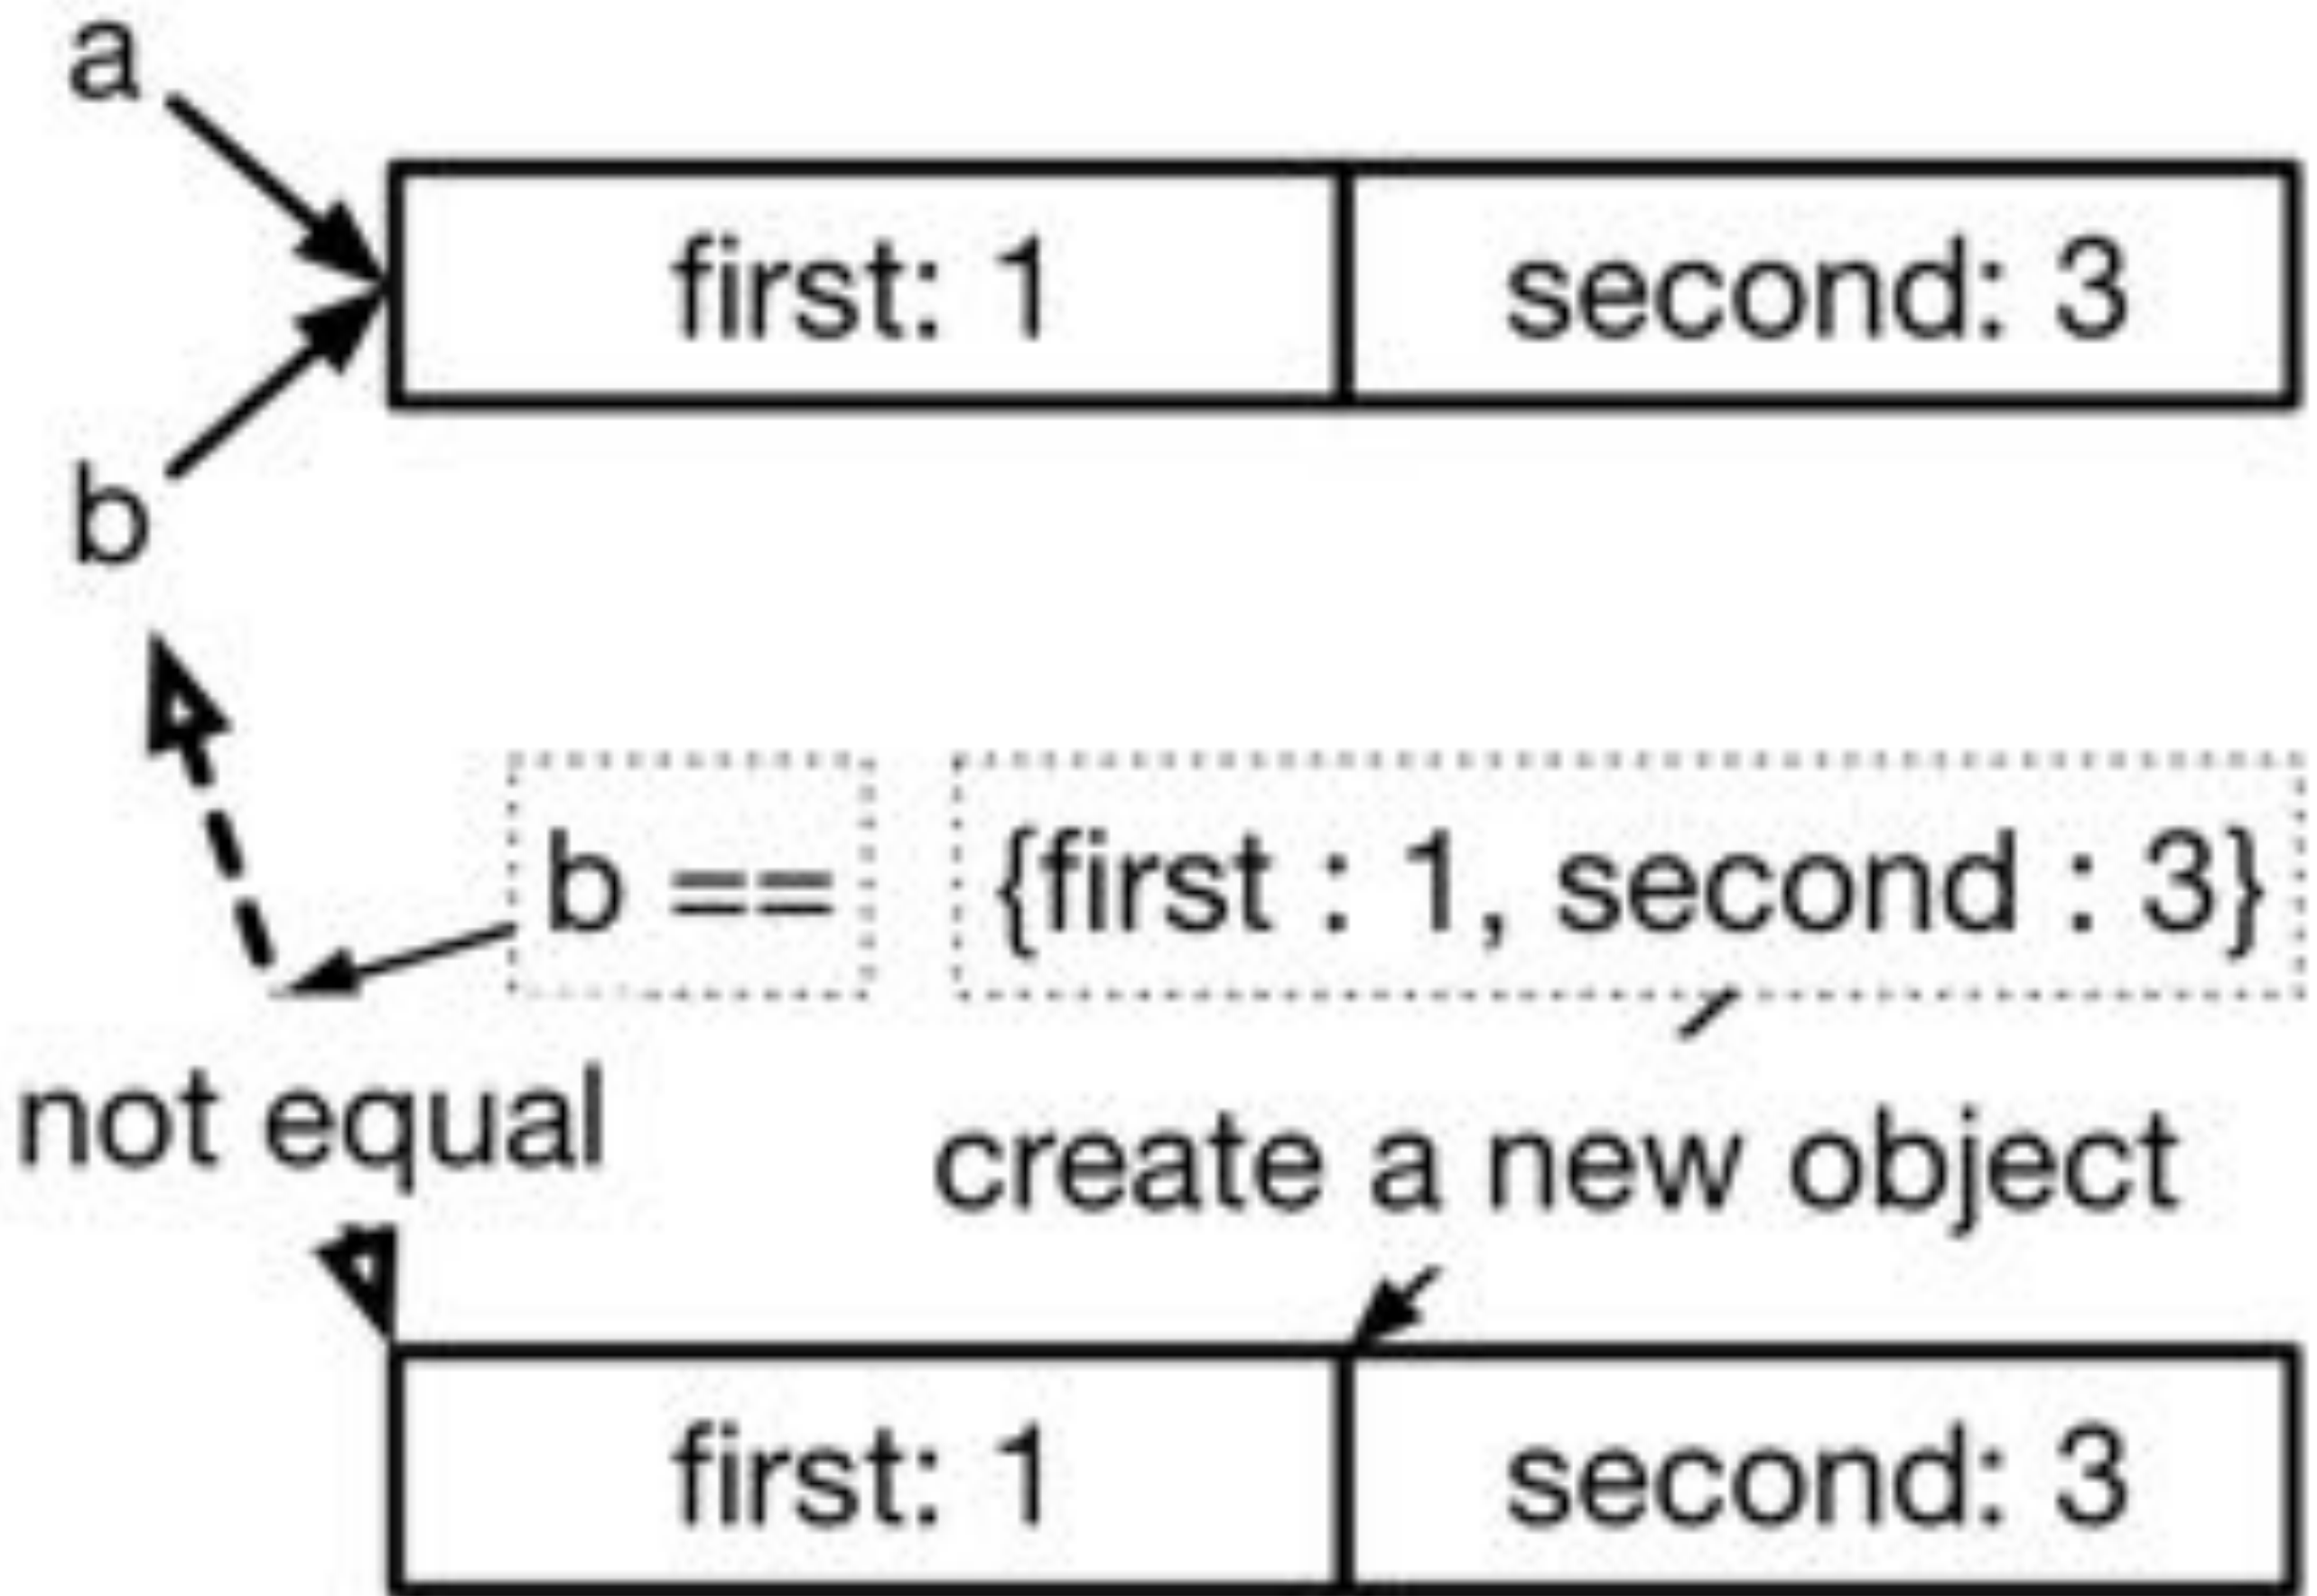 a
first: 1 second: 3
b
b == {first : 1, second : 3}
not equal
create a new object
first: 1 second: 3